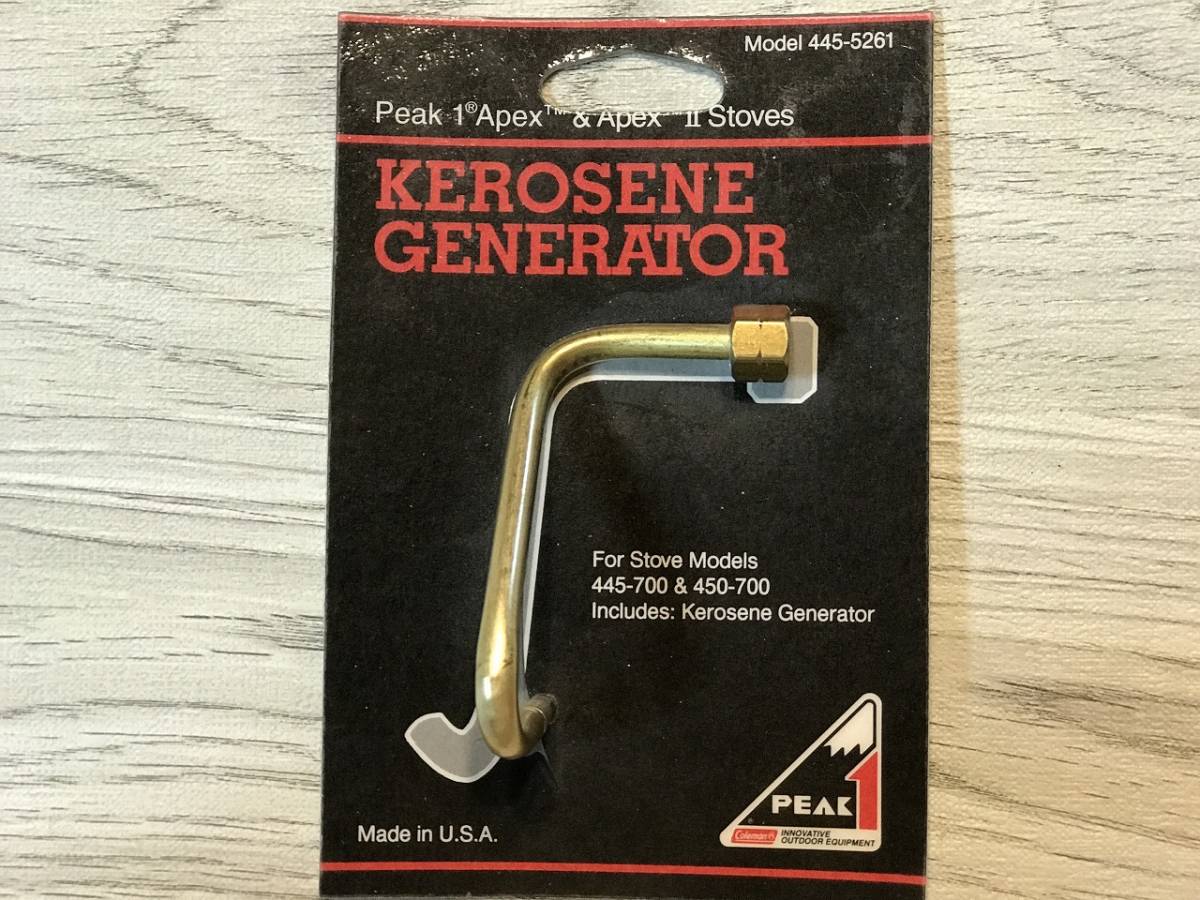 Model 445-5261
Peak 1® Apex™ & Apex™ II Stoves
KEROSENE
GENERATOR
For Stove Models
445-700 & 450-700
Includes: Kerosene Generator
PEAK 1
Coleman®
INNOVATIVE
OUTDOOR EQUIPMENT
Made in U.S.A.